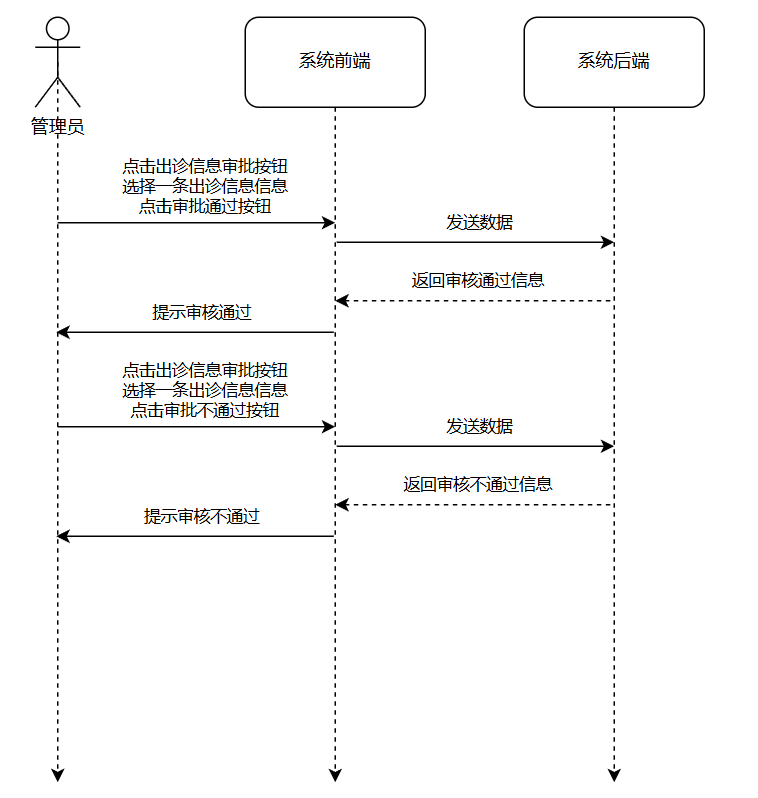 系统前端
系统后端
管理员
点击出诊信息审批按钮
选择一条出诊信息信息
点击审批通过按钮
发送数据
返回审核通过信息
提示审核通过
点击出诊信息审批按钮
选择一条出诊信息信息
点击审批不通过按钮
发送数据
返回审核不通过信息
提示审核不通过